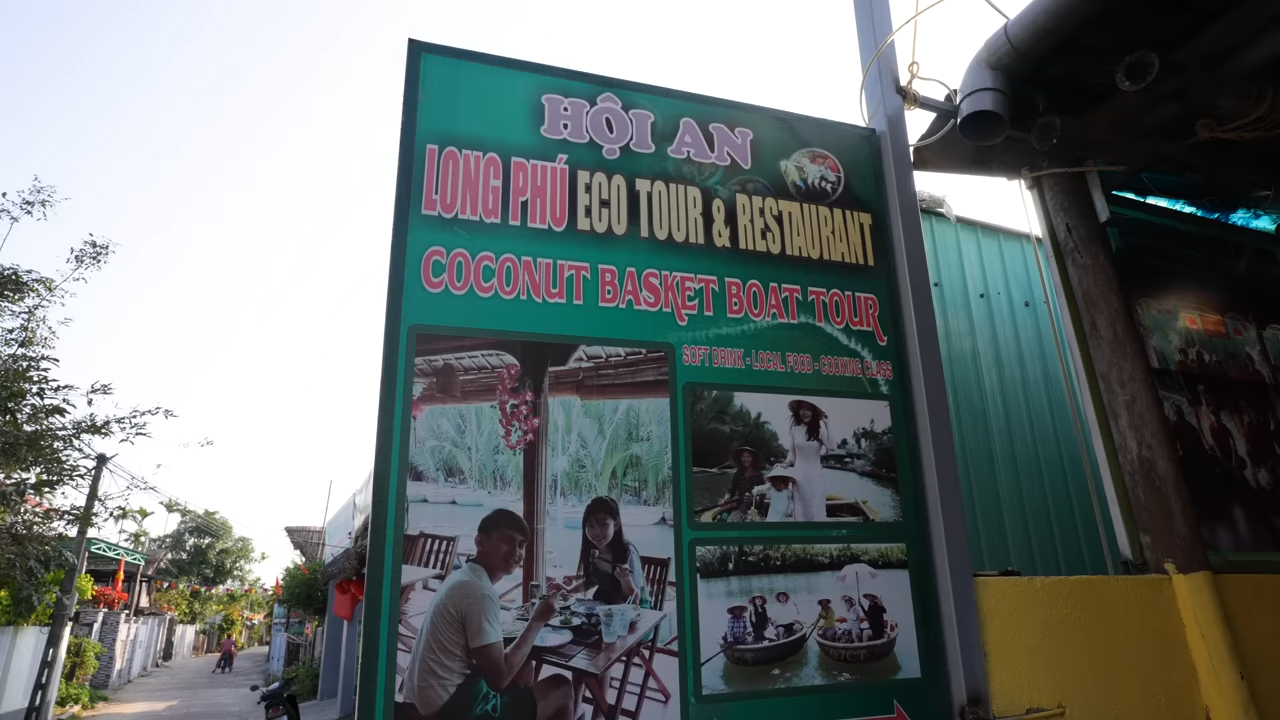 HỘI AN
LONG PHÚ ECO TOUR & RESTAURANT
COCONUT BASKET BOAT TOUR
SOFT DRINK - LOCAL FOOD - COOKING CLASS